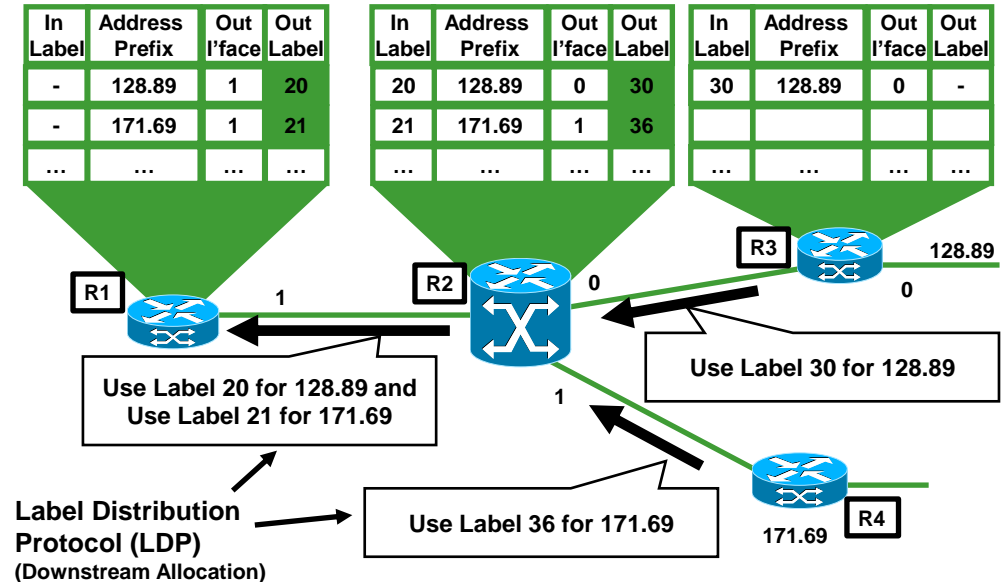 In Label Address Prefix Out I'face Out Label
- 128.89 1 20
- 171.69 1 21
... ... ... ...
In Label Address Prefix Out I'face Out Label
20 128.89 0 30
21 171.69 1 36
... ... ... ...
In Label Address Prefix Out I'face Out Label
30 128.89 0 -
... ... ... ...
R1
1
R2
0
R3
128.89
0
Use Label 20 for 128.89 and
Use Label 21 for 171.69
Use Label 30 for 128.89
1
Use Label 36 for 171.69
171.69
R4
Label Distribution
Protocol (LDP)
(Downstream Allocation)